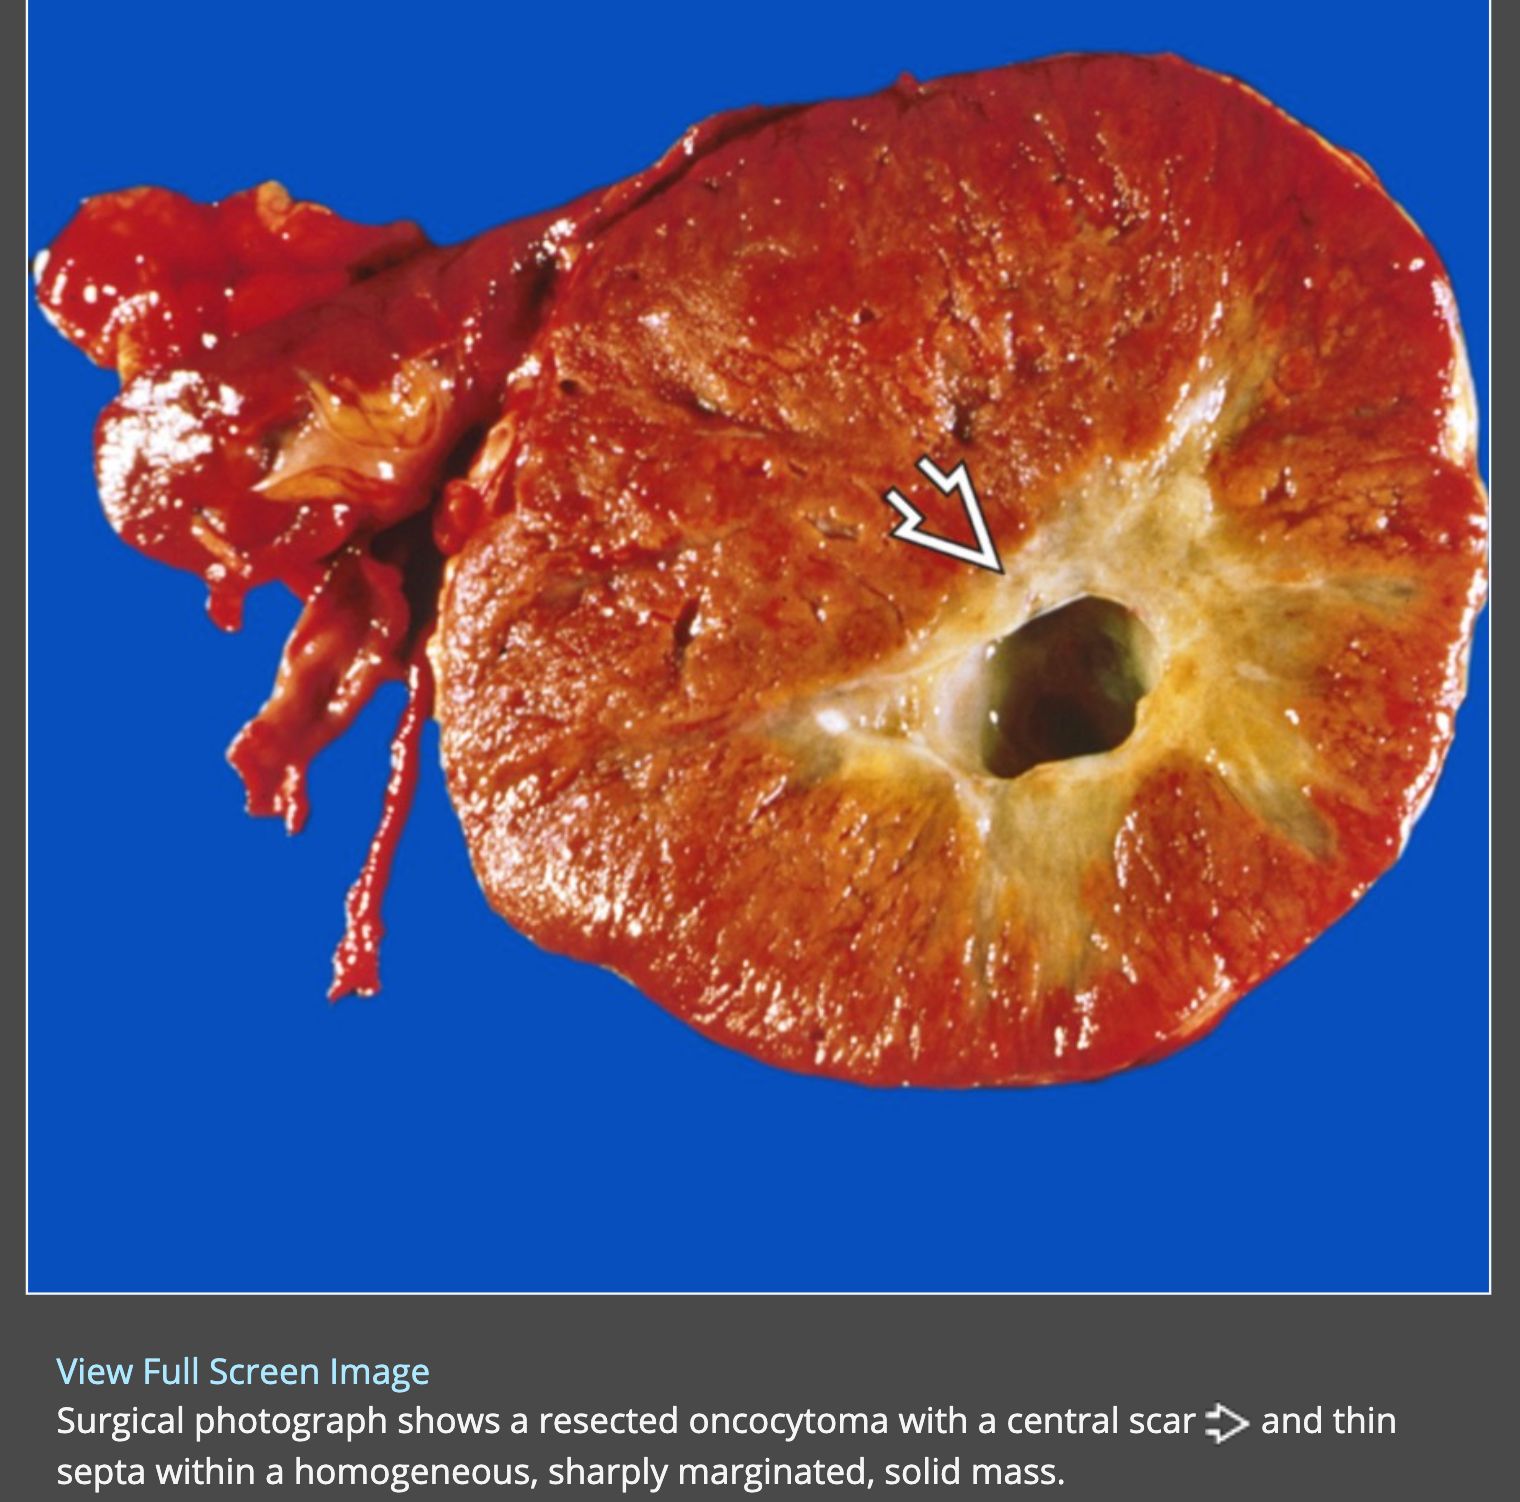 View Full Screen Image
Surgical photograph shows a resected oncocytoma with a central scar and thin
septa within a homogeneous, sharply marginated, solid mass.